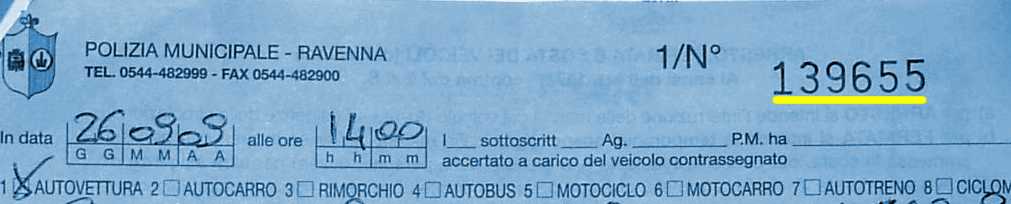 POLIZIA MUNICIPALE - RAVENNA 1/N° 139655
TEL. 0544-482999 - FAX 0544-482900
In data 26 09 09 alle ore 14 00 I sottoscritt Ag. P.M. ha
G G M M A A h h m m accertato a carico del veicolo contrassegnato
1 ☒ AUTOVETTURA 2 ☐ AUTOCARRO 3 ☐ RIMORCHIO 4 ☐ AUTOBUS 5 ☐ MOTOCICLO 6 ☐ MOTOCARRO 7 ☐ AUTOTRENO 8 ☐ CICLOM